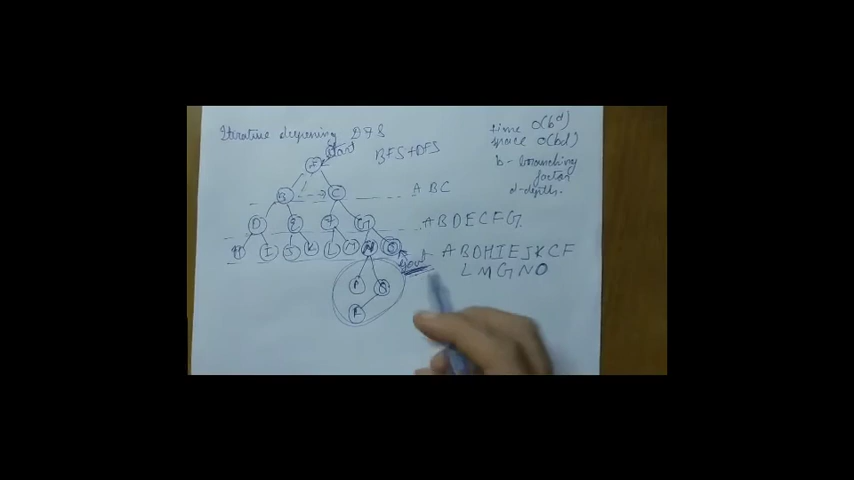 Iterative deepening DFS
time O(b^d)
space O(bd)
b - branching
factor
d - depth.
BFS + DFS
Start
A
B C
A B C
D E F G
A B D E C F G.
H I J K L M N O
Goal
A B D H I E J K C F
L M G N O
P Q
R